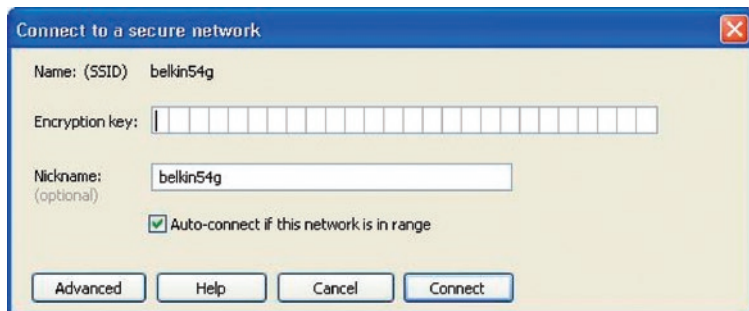 Connect to a secure network
Name: (SSID) belkin54g
Encryption key:
Nickname: belkin54g
(optional)
Auto-connect if this network is in range
Advanced Help Cancel Connect